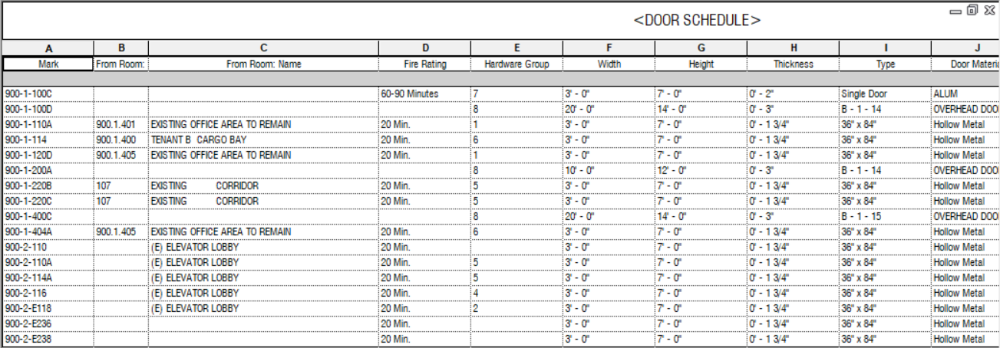 <DOOR SCHEDULE>
A B C D E F G H I J
Mark From Room: From Room: Name Fire Rating Hardware Group Width Height Thickness Type Door Materia
900-1-100C 60-90 Minutes 7 3' - 0" 7' - 0" 0' - 2" Single Door ALUM
900-1-100D 8 20' - 0" 14' - 0" 0' - 3" B - 1 - 14 OVERHEAD DOO
900-1-110A 900.1.401 EXISTING OFFICE AREA TO REMAIN 20 Min. 1 3' - 0" 7' - 0" 0' - 1 3/4" 36" x 84" Hollow Metal
900-1-114 900.1.400 TENANT B CARGO BAY 20 Min. 6 3' - 0" 7' - 0" 0' - 1 3/4" 36" x 84" Hollow Metal
900-1-120D 900.1.405 EXISTING OFFICE AREA TO REMAIN 20 Min. 1 3' - 0" 7' - 0" 0' - 1 3/4" 36" x 84" Hollow Metal
900-1-200A 8 10' - 0" 12' - 0" 0' - 3" B - 1 - 14 OVERHEAD DOO
900-1-220B 107 EXISTING CORRIDOR 20 Min. 5 3' - 0" 7' - 0" 0' - 1 3/4" 36" x 84" Hollow Metal
900-1-220C 107 EXISTING CORRIDOR 20 Min. 5 3' - 0" 7' - 0" 0' - 1 3/4" 36" x 84" Hollow Metal
900-1-400C 8 20' - 0" 14' - 0" 0' - 3" B - 1 - 15 OVERHEAD DOO
900-1-404A 900.1.405 EXISTING OFFICE AREA TO REMAIN 20 Min. 6 3' - 0" 7' - 0" 0' - 1 3/4" 36" x 84" Hollow Metal
900-2-110 (E) ELEVATOR LOBBY 20 Min. 3' - 0" 7' - 0" 0' - 1 3/4" 36" x 84" Hollow Metal
900-2-110A (E) ELEVATOR LOBBY 20 Min. 5 3' - 0" 7' - 0" 0' - 1 3/4" 36" x 84" Hollow Metal
900-2-114A (E) ELEVATOR LOBBY 20 Min. 5 3' - 0" 7' - 0" 0' - 1 3/4" 36" x 84" Hollow Metal
900-2-116 (E) ELEVATOR LOBBY 20 Min. 4 3' - 0" 7' - 0" 0' - 1 3/4" 36" x 84" Hollow Metal
900-2-E118 (E) ELEVATOR LOBBY 20 Min. 2 3' - 0" 7' - 0" 0' - 1 3/4" 36" x 84" Hollow Metal
900-2-E236 20 Min. 3' - 0" 7' - 0" 0' - 1 3/4" 36" x 84" Hollow Metal
900-2-E238 20 Min. 3' - 0" 7' - 0" 0' - 1 3/4" 36" x 84" Hollow Metal